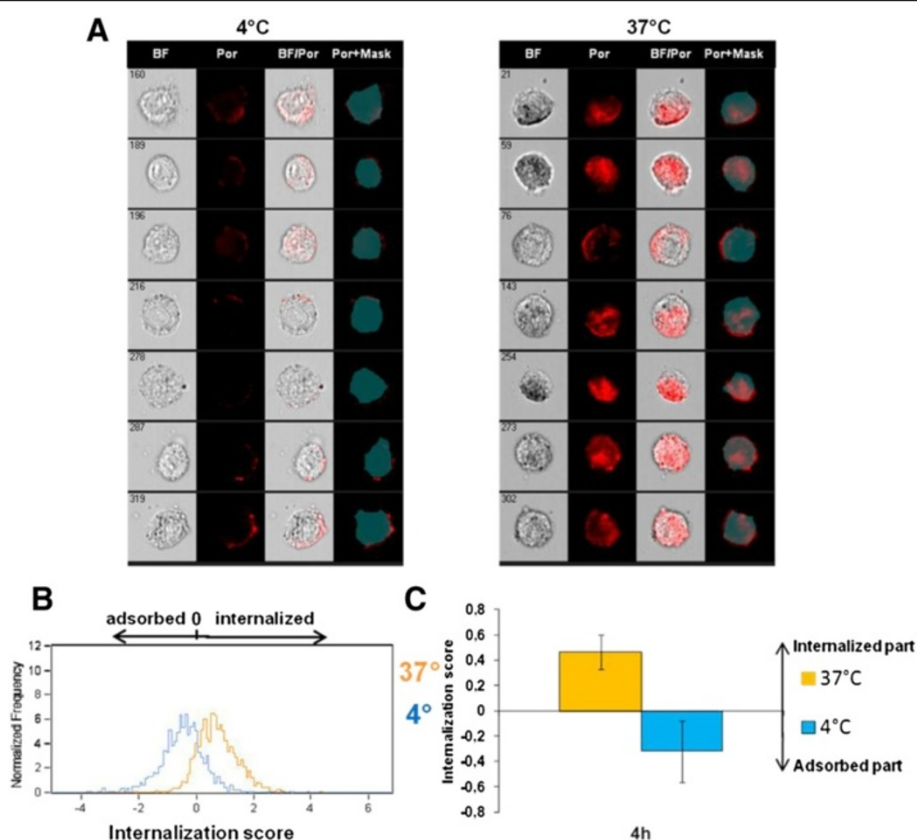 A
4°C
37°C
BF Por BF/Por Por+Mask
BF Por BF/Por Por+Mask
160
189
196
216
278
287
319
21
59
76
143
254
273
302
B
adsorbed 0 internalized
12
10
8
6
4
2
0
Normalized Frequency
-4 -2 0 2 4 6
Internalization score
37°
4°
C
0.8
0.6
0.4
0.2
0
-0.2
-0.4
-0.6
-0.8
Internalization score
4h
Internalized part
37°C
4°C
Adsorbed part